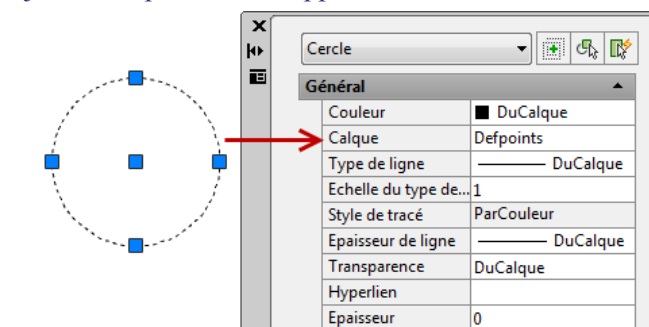 Cercle
Général
Couleur DuCalque
Calque Defpoints
Type de ligne DuCalque
Echelle du type de... 1
Style de tracé ParCouleur
Epaisseur de ligne DuCalque
Transparence DuCalque
Hyperlien
Epaisseur 0